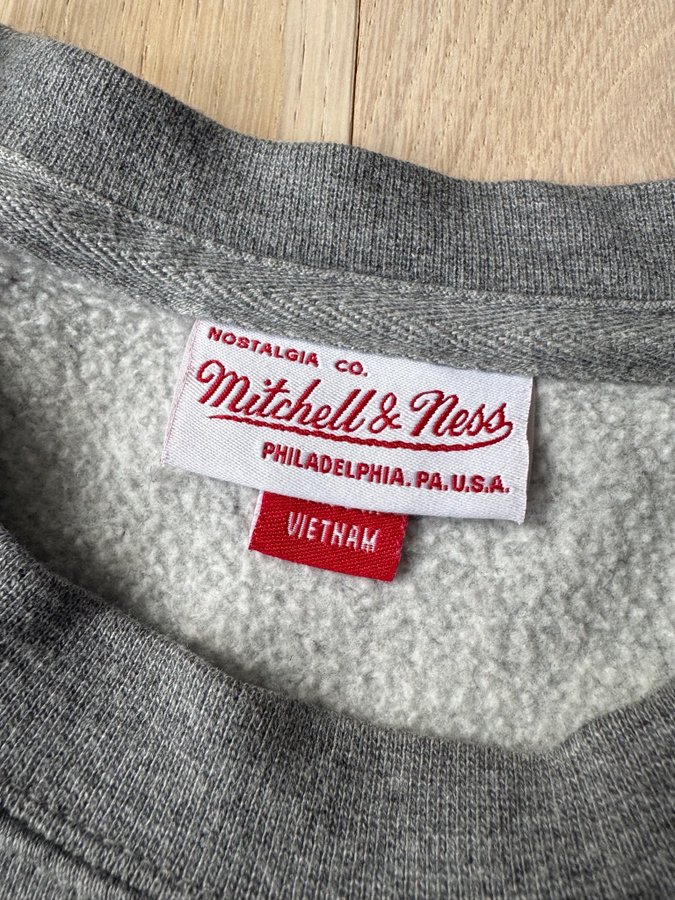 NOSTALGIA CO.
Mitchell & Ness
PHILADELPHIA. PA. U.S.A.
VIETNAM